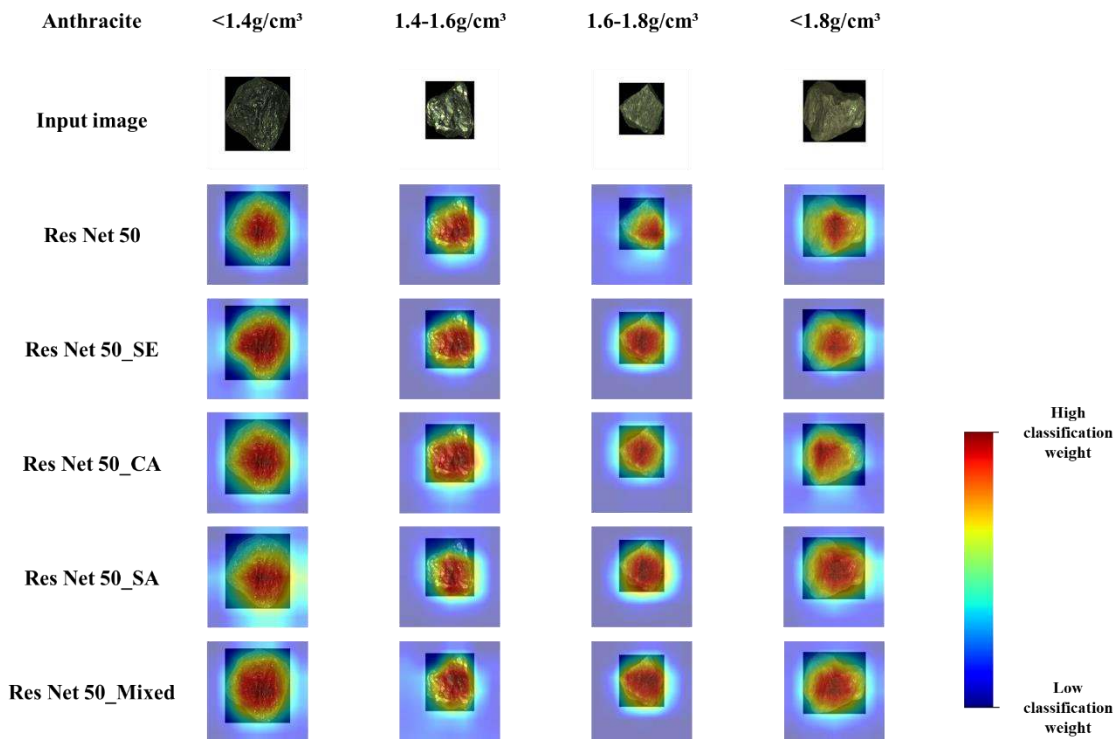 Anthracite <1.4g/cm³ 1.4-1.6g/cm³ 1.6-1.8g/cm³ <1.8g/cm³
Input image
Res Net 50
Res Net 50_SE
Res Net 50_CA
Res Net 50_SA
Res Net 50_Mixed
High
classification
weight
Low
classification
weight